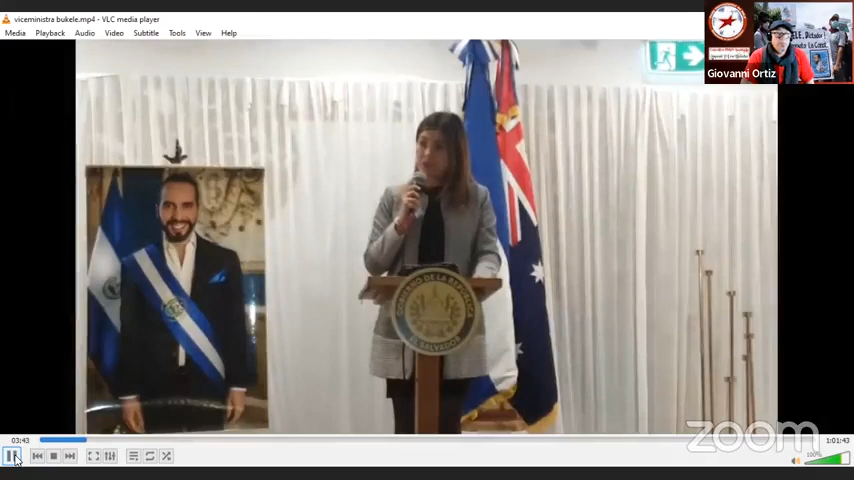 viceministra bukele.mp4 - VLC media player
Media Playback Audio Video Subtitle Tools View Help
Giovanni Ortiz
GOBIERNO DE LA REPUBLICA
EL SALVADOR
zoom
03:43
1:01:43
100%